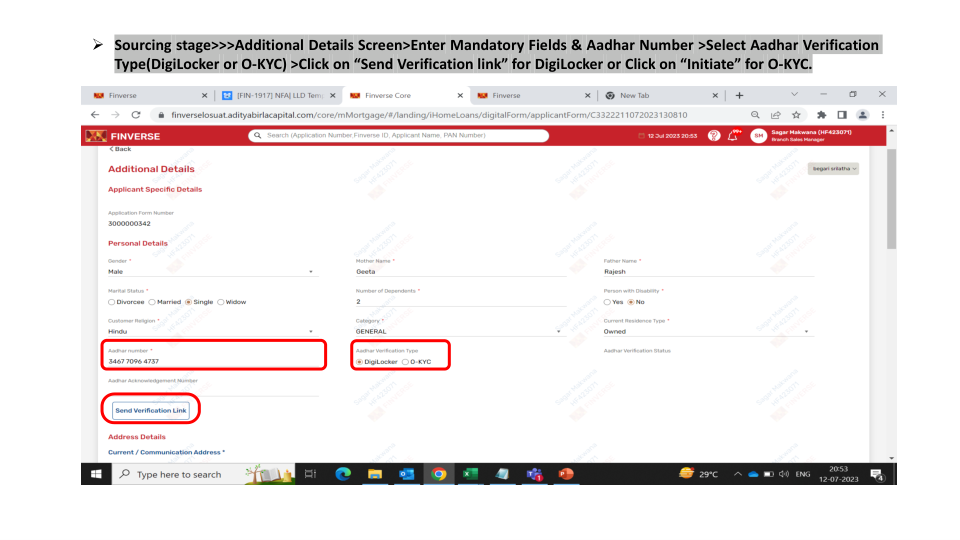 ➢ Sourcing stage>>>Additional Details Screen>Enter Mandatory Fields & Aadhar Number >Select Aadhar Verification
Type(DigiLocker or O-KYC) >Click on “Send Verification link” for DigiLocker or Click on “Initiate” for O-KYC.
Finverse × [FIN-1917] NFA| LLD Tem × Finverse Core × Finverse × New Tab × +
finverselosuat.adityabirlacapital.com/core/mMortgage/#/landing/iHomeLoans/digitalForm/applicantForm/C3322211072023130810
FINVERSE Search (Application Number,Finverse ID, Applicant Name, PAN Number) 12 Jul 2023 20:53 SM Sagar Makwana (HF423071)
Branch Sales Manager
< Back
Additional Details begari srilatha
Applicant Specific Details
Application Form Number
3000000342
Personal Details
Gender * Mother Name * Father Name *
Male Geeta Rajesh
Marital Status * Number of Dependents * Person with Disability *
Divorcee Married Single Widow 2 Yes No
Customer Religion * Category * Current Residence Type *
Hindu GENERAL Owned
Aadhar number * Aadhar Verification Type Aadhar Verification Status
3467 7096 4737 DigiLocker O-KYC
Aadhar Acknowledgement Number
Send Verification Link
Address Details
Current / Communication Address *
Type here to search 29°C ENG 20:53
12-07-2023 4